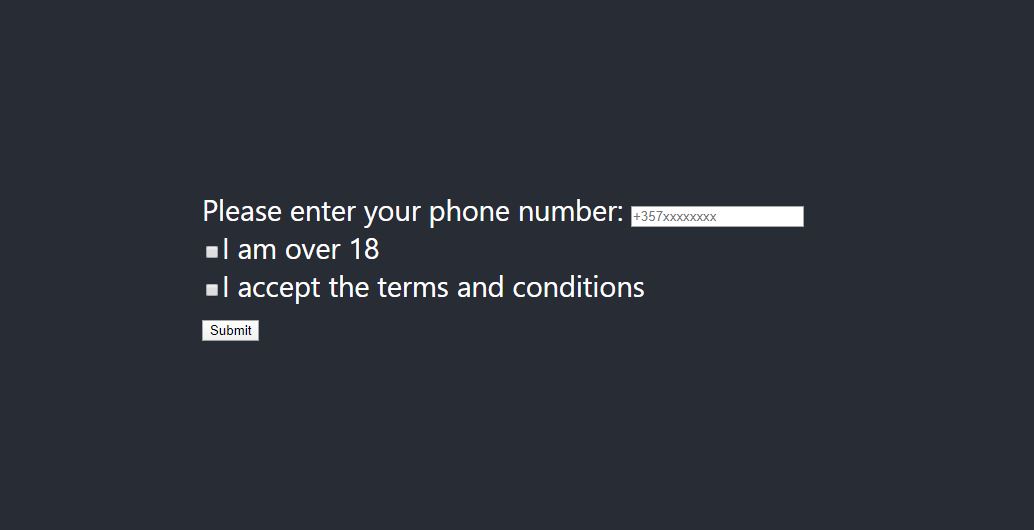 Please enter your phone number: +357xxxxxxxx
I am over 18
I accept the terms and conditions
Submit